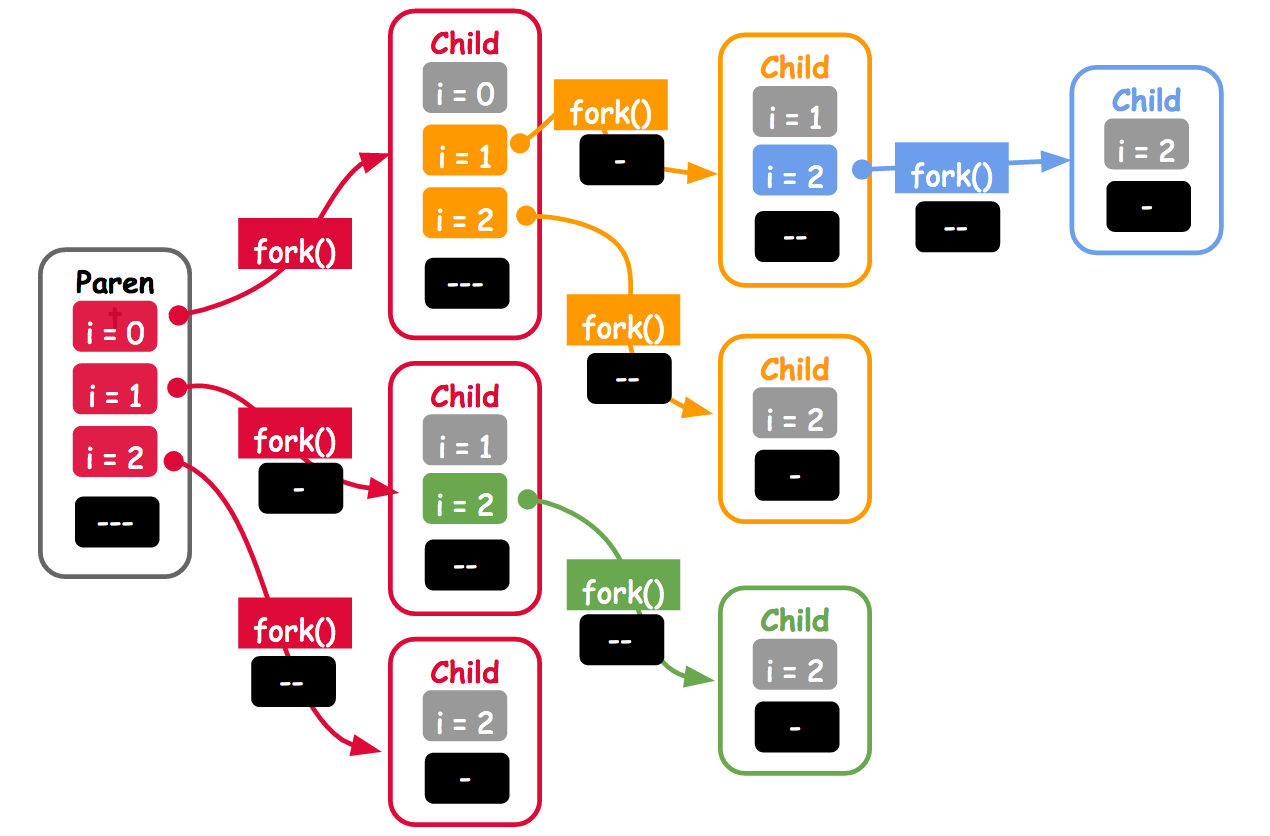 Paren
t
i = 0
i = 1
i = 2
---
fork()
fork()
-
fork()
--
Child
i = 0
i = 1
i = 2
---
Child
i = 1
i = 2
--
Child
i = 2
-
fork()
-
fork()
--
fork()
--
Child
i = 1
i = 2
--
Child
i = 2
-
Child
i = 2
-
fork()
--
Child
i = 2
-